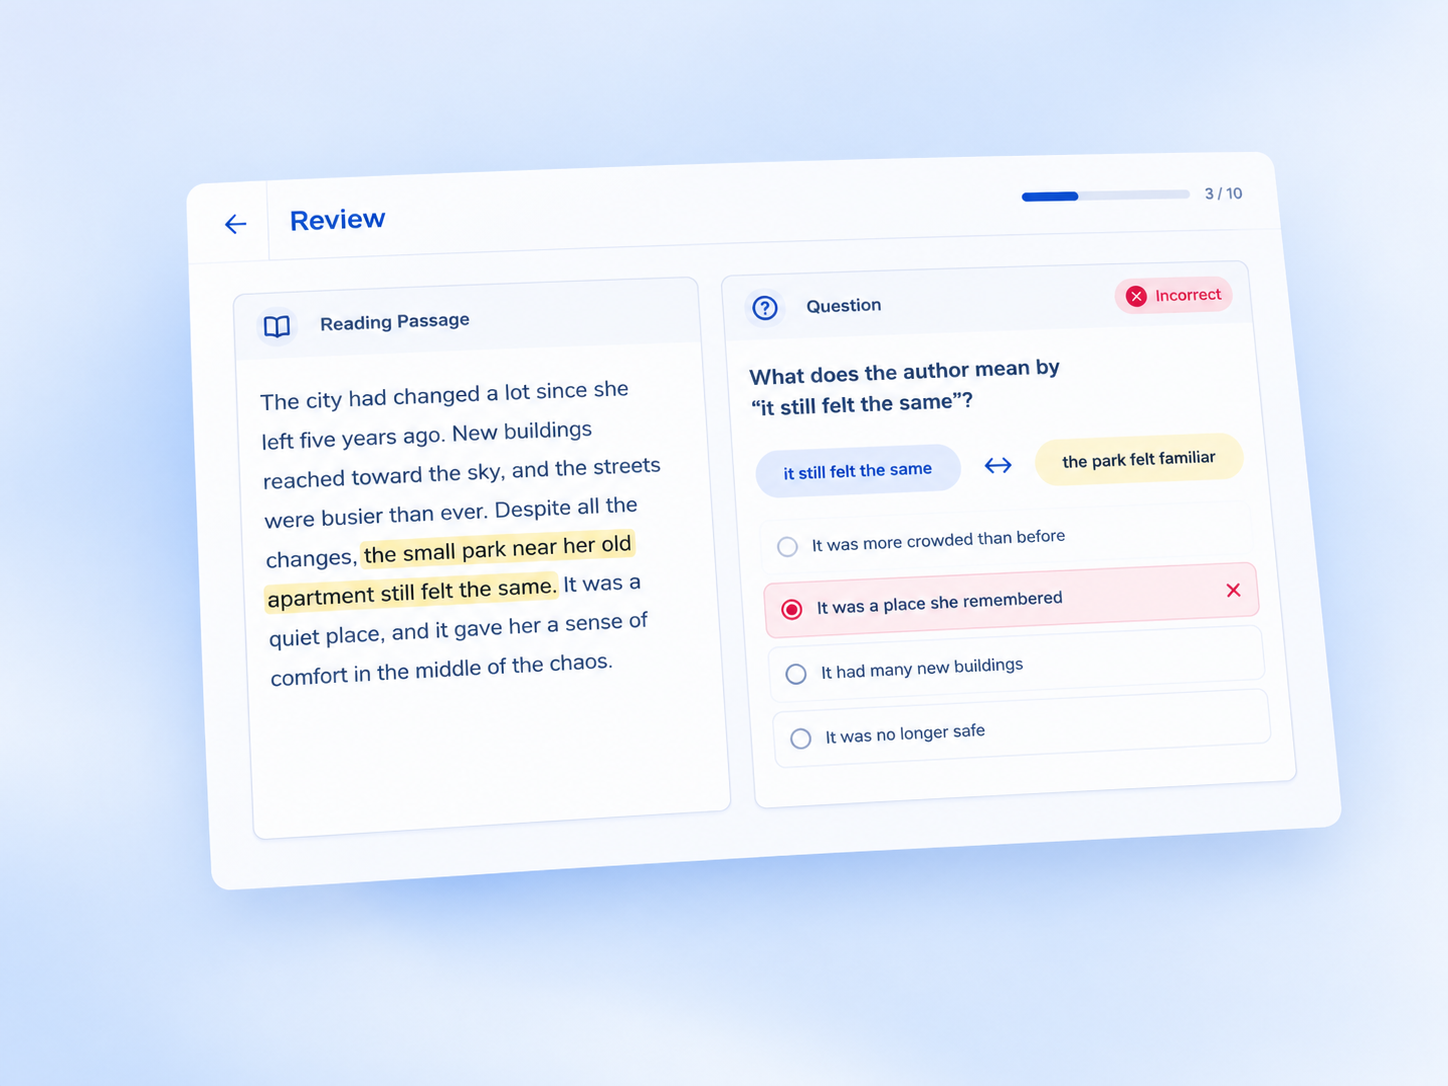 Review
3 / 10
Reading Passage
The city had changed a lot since she
left five years ago. New buildings
reached toward the sky, and the streets
were busier than ever. Despite all the
changes, the small park near her old
apartment still felt the same. It was a
quiet place, and it gave her a sense of
comfort in the middle of the chaos.
Question
Incorrect
What does the author mean by
“it still felt the same”?
it still felt the same
the park felt familiar
It was more crowded than before
It was a place she remembered
It had many new buildings
It was no longer safe